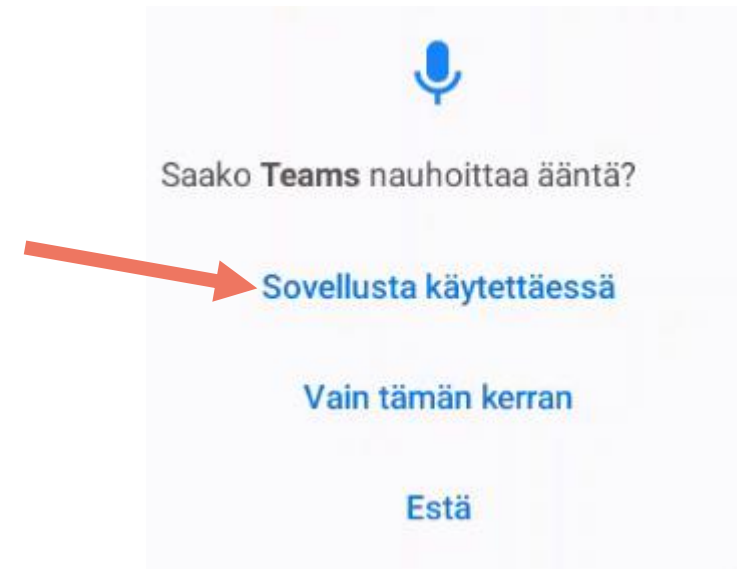 Saako Teams nauhoittaa ääntä?
Sovellusta käytettäessä
Vain tämän kerran
Estä